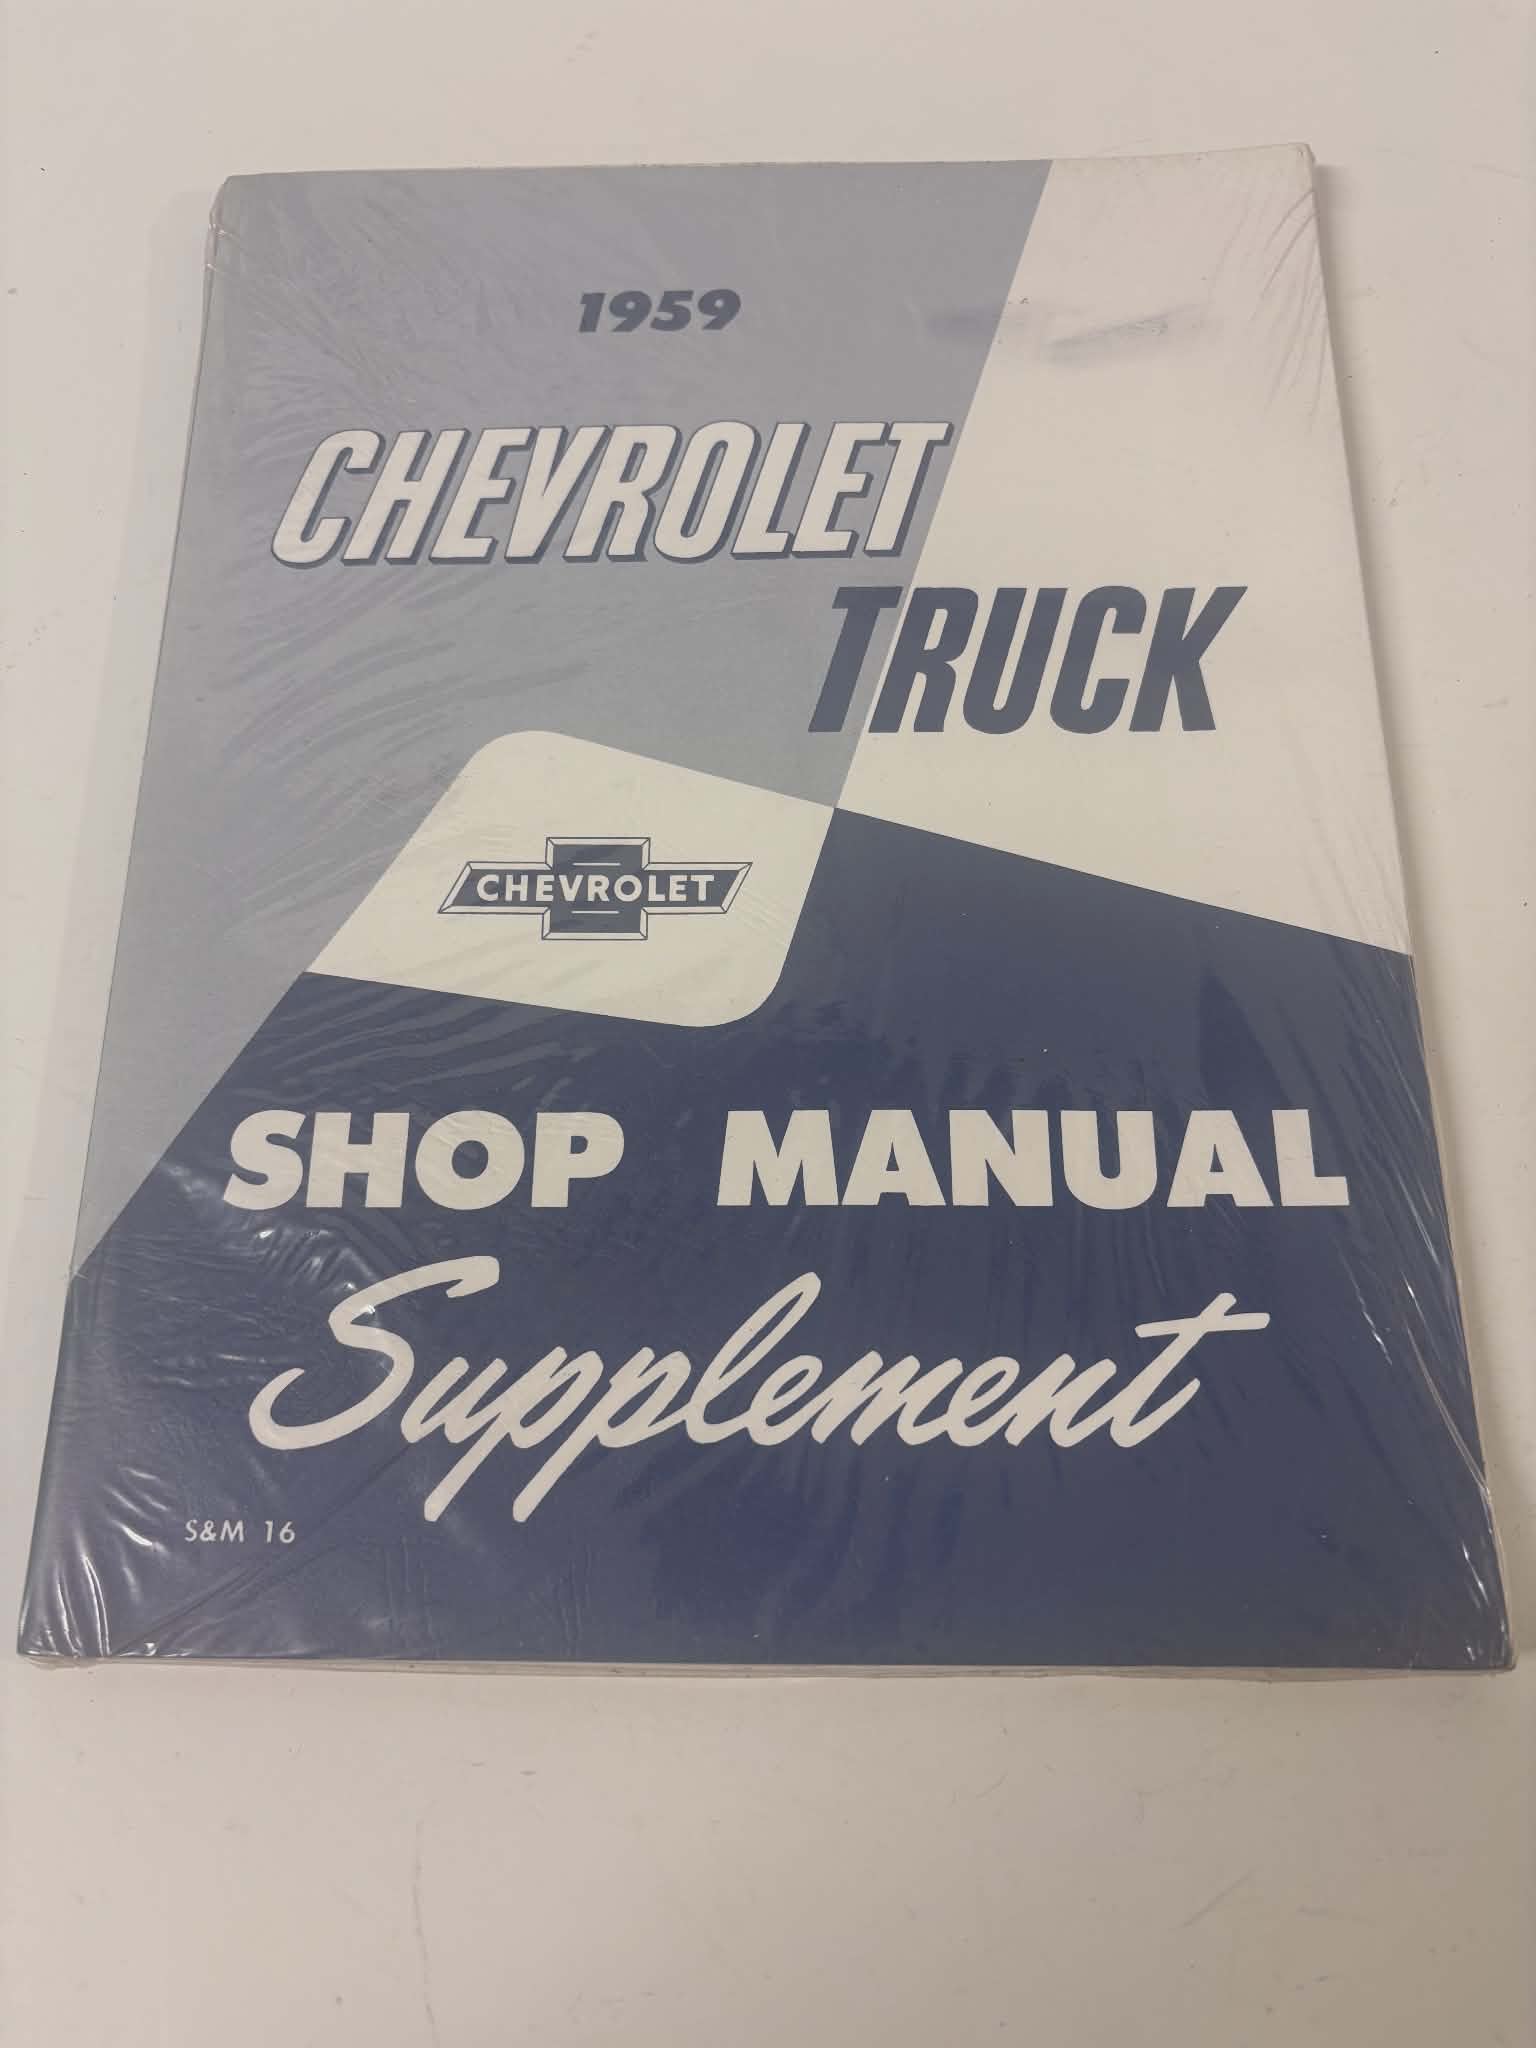 1959
CHEVROLET
TRUCK
CHEVROLET
SHOP MANUAL
Supplement
S&M 16